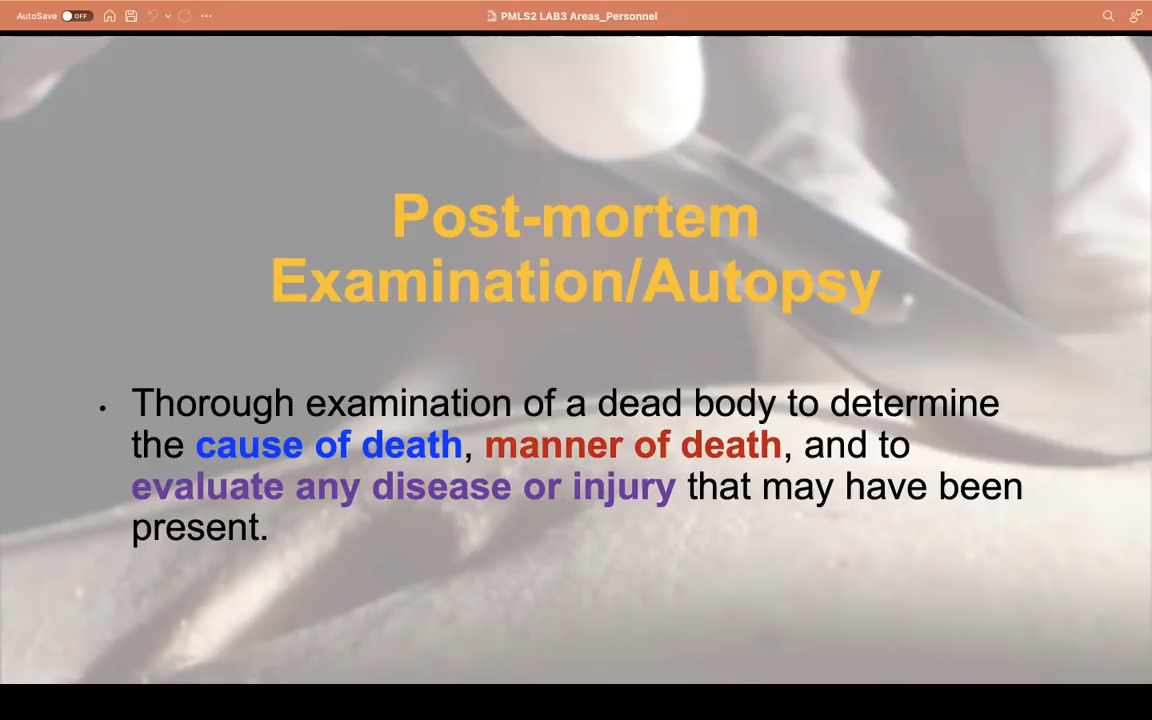 AutoSave OFF PMLS2 LAB3 Areas_Personnel
Post-mortem
Examination/Autopsy
• Thorough examination of a dead body to determine
the cause of death, manner of death, and to
evaluate any disease or injury that may have been
present.